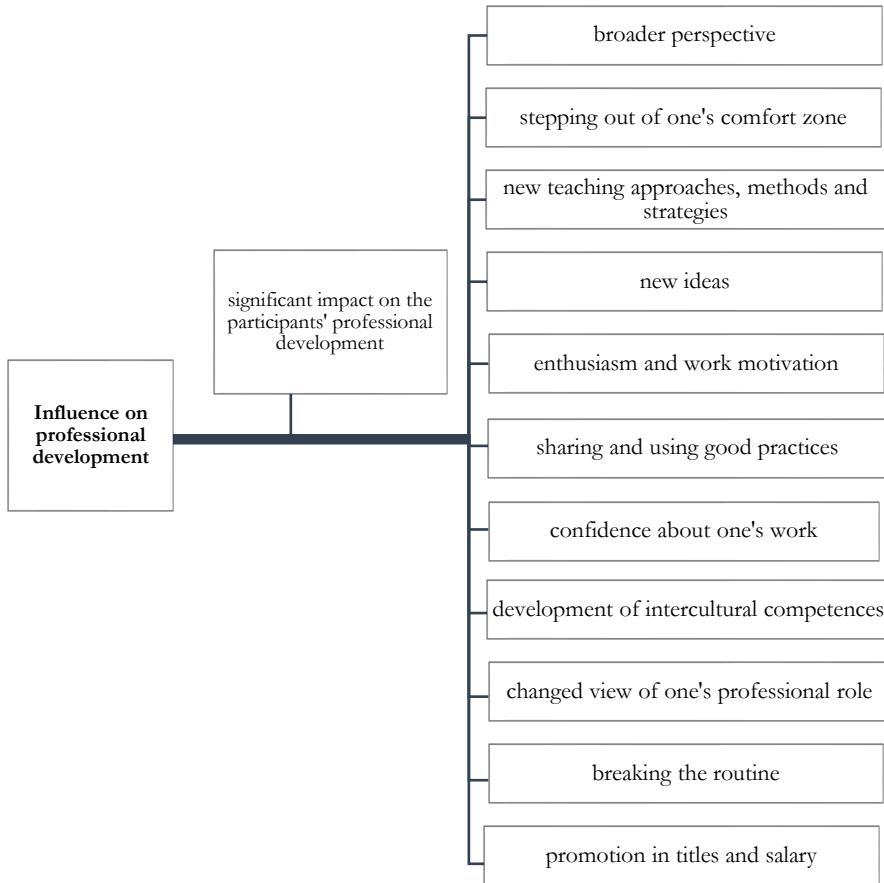 Influence on
professional
development
significant impact on the
participants' professional
development
broader perspective
stepping out of one's comfort zone
new teaching approaches, methods and
strategies
new ideas
enthusiasm and work motivation
sharing and using good practices
confidence about one's work
development of intercultural competences
changed view of one's professional role
breaking the routine
promotion in titles and salary